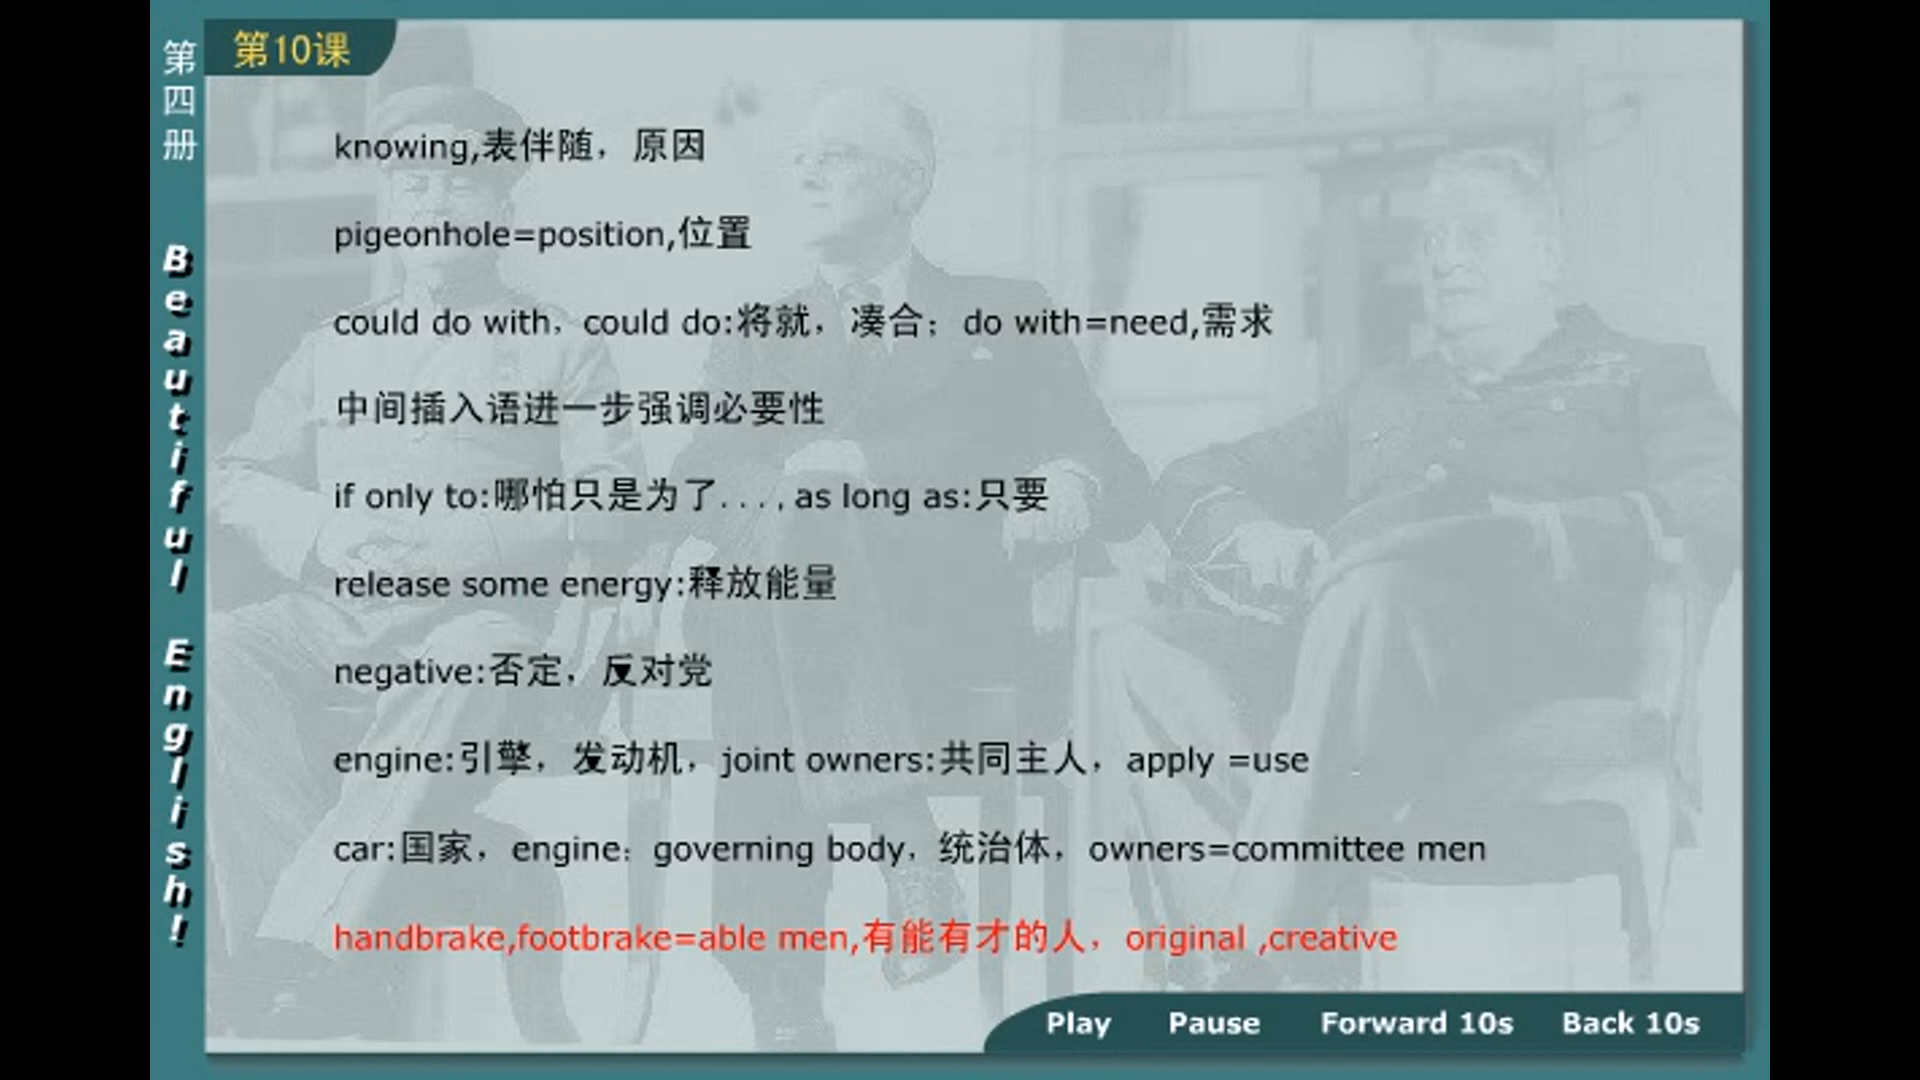 第四册
Beautiful English!
第10课
knowing,表伴随，原因
pigeonhole=position,位置
could do with，could do:将就，凑合；do with=need,需求
中间插入语进一步强调必要性
if only to:哪怕只是为了...,as long as:只要
release some energy:释放能量
negative:否定，反对党
engine:引擎，发动机，joint owners:共同主人，apply =use
car:国家，engine：governing body，统治体，owners=committee men
handbrake,footbrake=able men,有能有才的人，original ,creative
Play Pause Forward 10s Back 10s